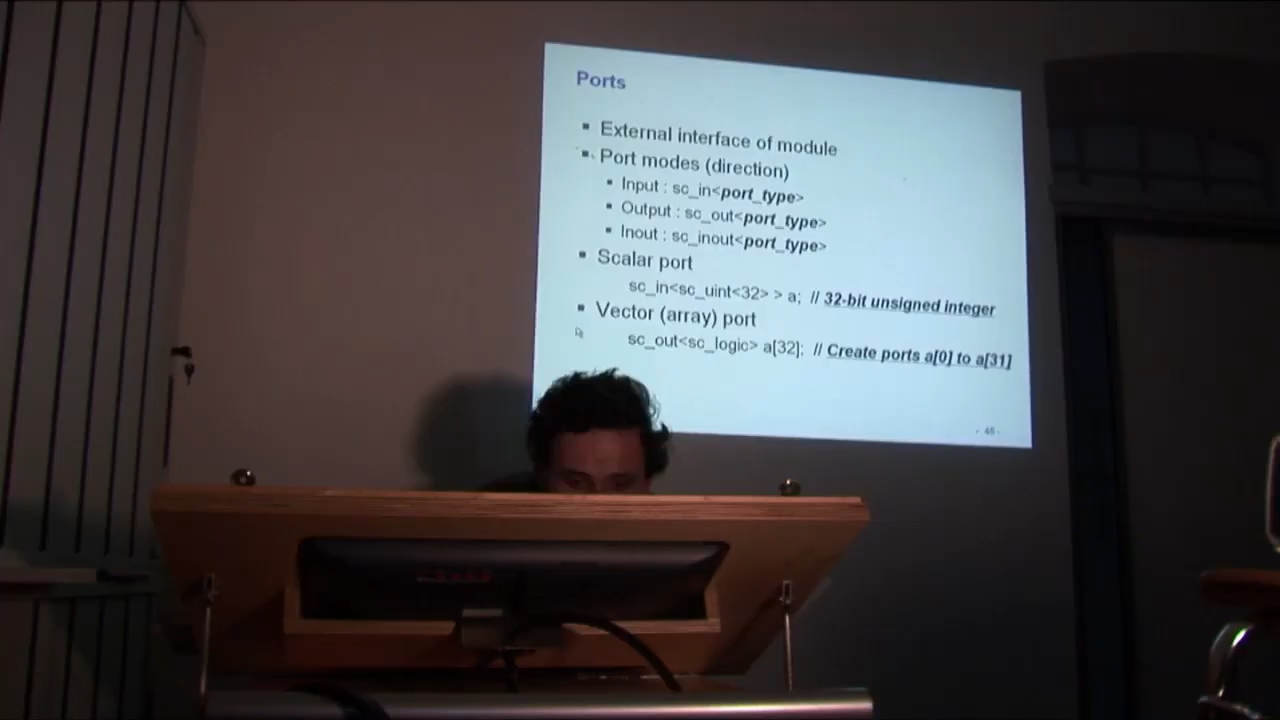 Ports
External interface of module
Port modes (direction)
Input : sc_in<port_type>
Output : sc_out<port_type>
Inout : sc_inout<port_type>
Scalar port
sc_in<sc_uint<32> > a; // 32-bit unsigned integer
Vector (array) port
sc_out<sc_logic> a[32]; // Create ports a[0] to a[31]